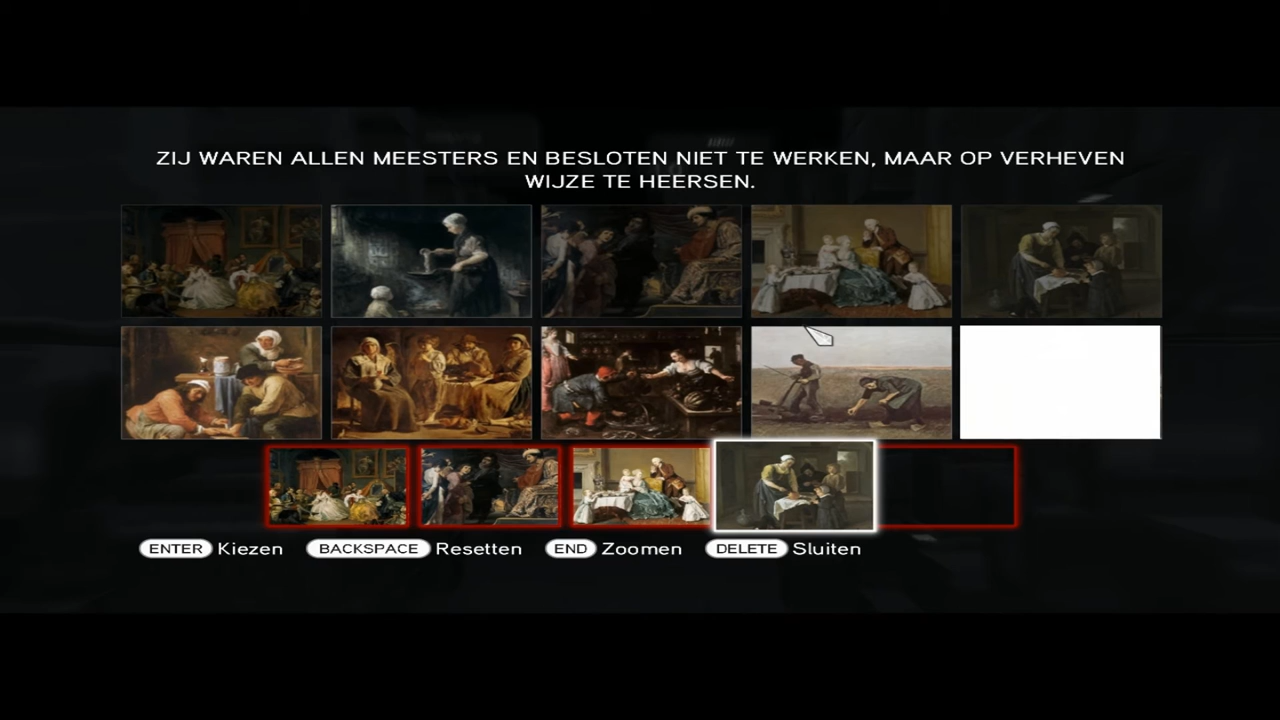 ZIJ WAREN ALLEN MEESTERS EN BESLOTEN NIET TE WERKEN, MAAR OP VERHEVEN
WIJZE TE HEERSEN.
ENTER Kiezen BACKSPACE Resetten END Zoomen DELETE Sluiten